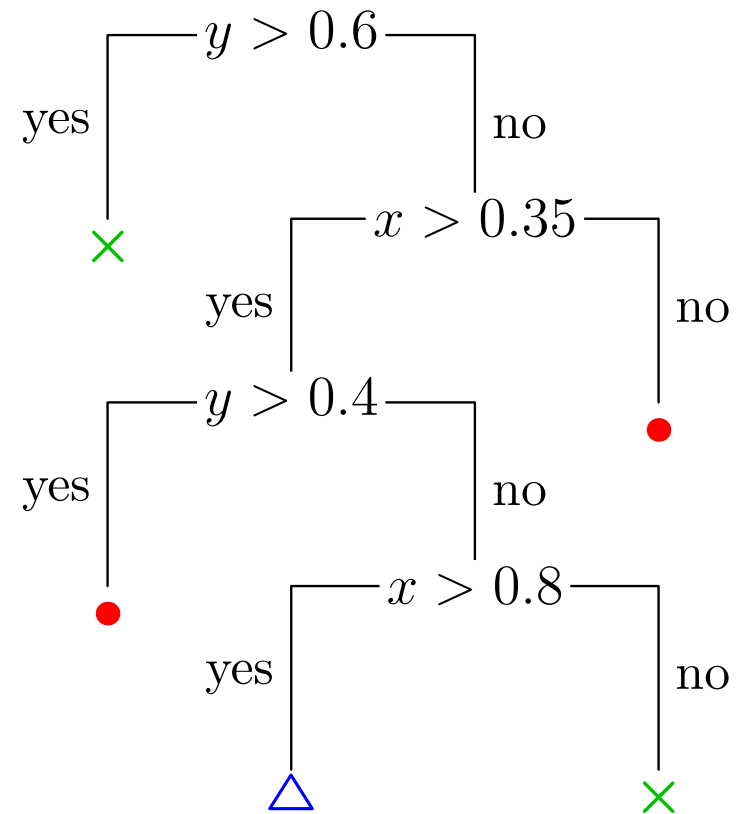 y > 0.6
yes
no
x > 0.35
yes
no
y > 0.4
yes
no
x > 0.8
yes
no